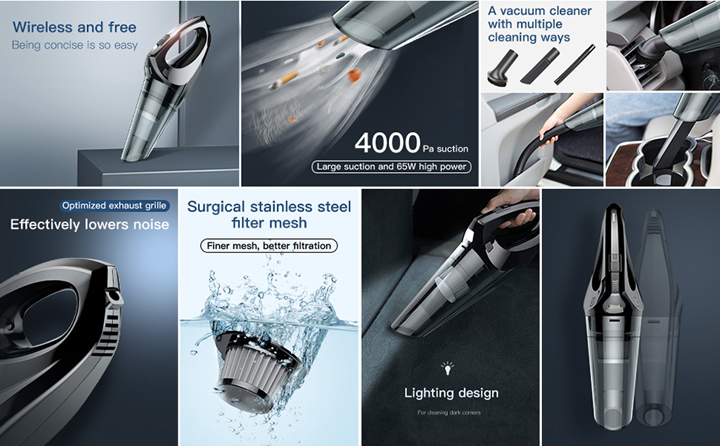 Wireless and free
Being concise is so easy
4000 Pa suction
Large suction and 65W high power
A vacuum cleaner
with multiple
cleaning ways
Optimized exhaust grille
Effectively lowers noise
Surgical stainless steel
filter mesh
Finer mesh, better filtration
Lighting design
For cleaning dark corners